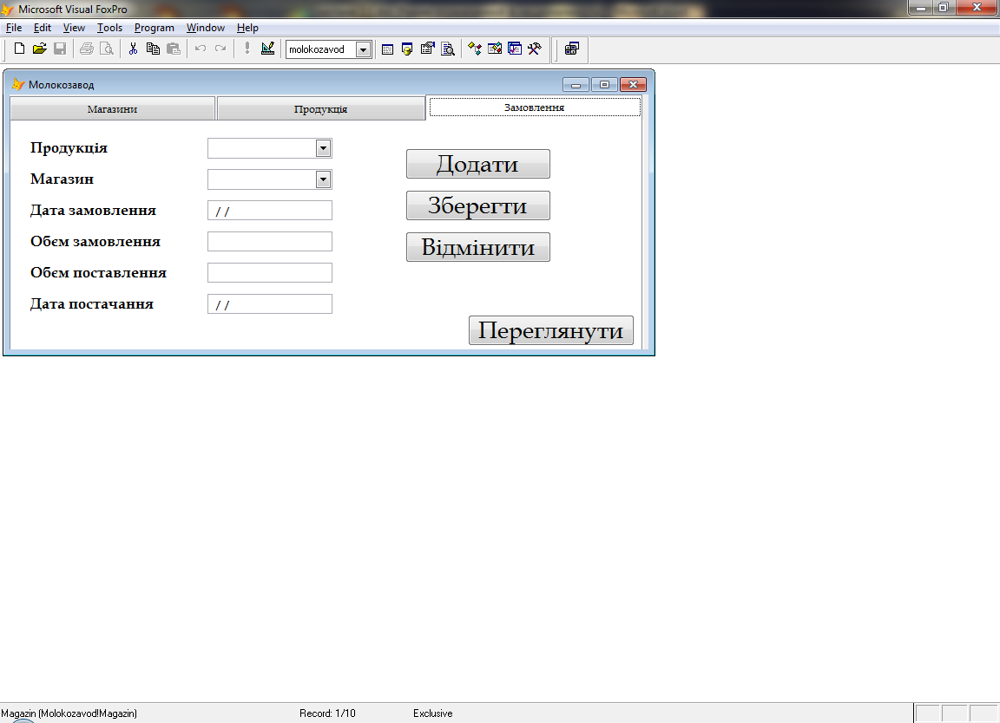 Microsoft Visual FoxPro
File Edit View Tools Program Window Help
molokozavod
Молокозавод
Магазини Продукція Замовлення
Продукція
Магазин
Дата замовлення / /
Обєм замовлення
Обєм поставлення
Дата постачання / /
Додати
Зберегти
Відмінити
Переглянути
Magazin (Molokozavod!Magazin) Record: 1/10 Exclusive